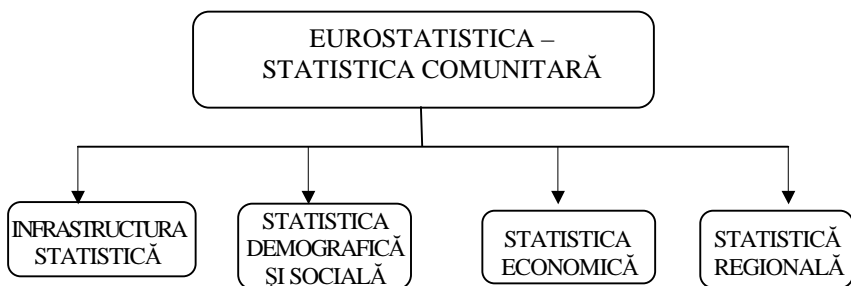 EUROSTATISTICA –
STATISTICA COMUNITARĂ
INFRASTRUCTURA
STATISTICĂ
STATISTICA
DEMOGRAFICĂ
ŞI SOCIALĂ
STATISTICA
ECONOMICĂ
STATISTICĂ
REGIONALĂ